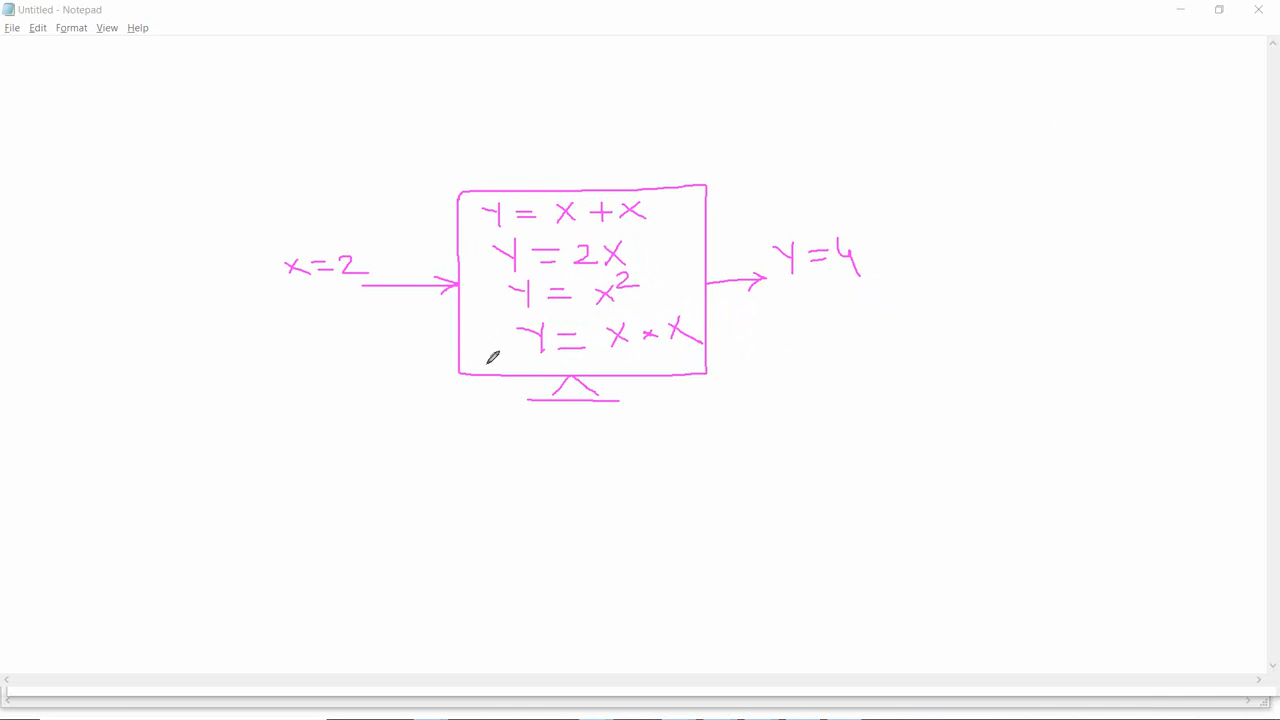 Untitled - Notepad
File Edit Format View Help
Y = X + X
Y = 2X
Y = x²
Y = X * X
x=2
Y=4